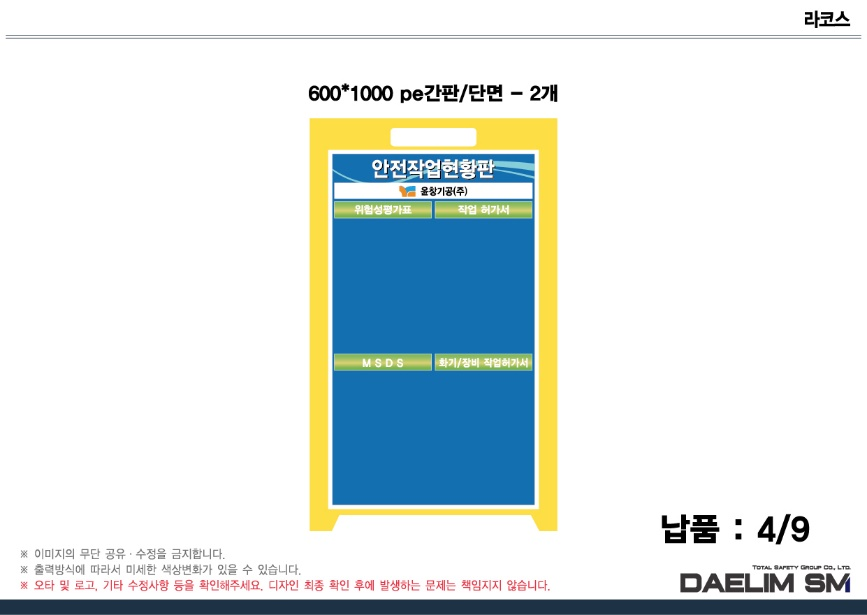 라코스
600*1000 pe간판/단면 - 2개
안전작업현황판
윤창기공(주)
위험성평가표 작업 허가서
M S D S 화기/장비 작업허가서
납품 : 4/9
※ 이미지의 무단 공유·수정을 금지합니다.
※ 출력방식에 따라서 미세한 색상변화가 있을 수 있습니다.
※ 오타 및 로고, 기타 수정사항 등을 확인해주세요. 디자인 최종 확인 후에 발생하는 문제는 책임지지 않습니다.
TOTAL SAFETY GROUP CO., LTD.
DAELIM SM